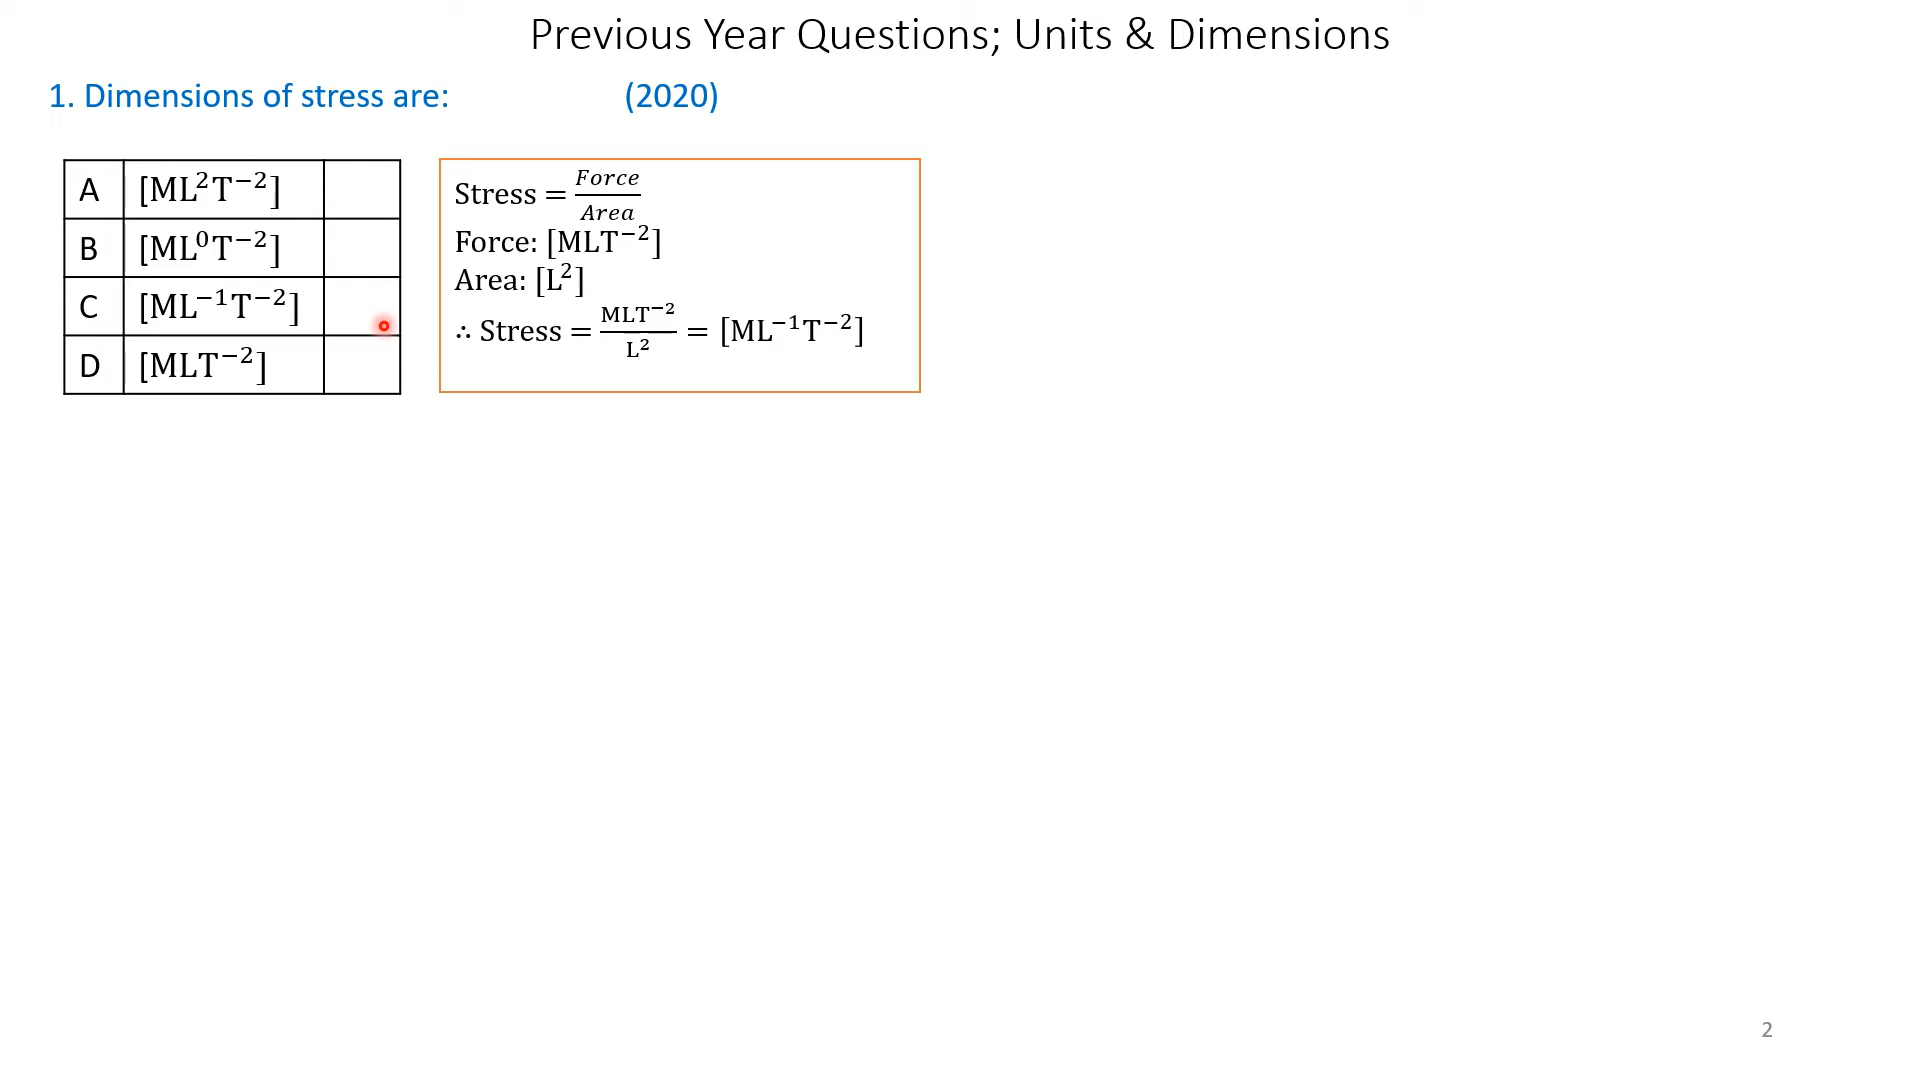 Previous Year Questions; Units & Dimensions
1. Dimensions of stress are: (2020)
A [ML²T⁻²]
B [ML⁰T⁻²]
C [ML⁻¹T⁻²]
D [MLT⁻²]
Stress = Force/Area
Force: [MLT⁻²]
Area: [L²]
∴ Stress = MLT⁻²/L² = [ML⁻¹T⁻²]
2